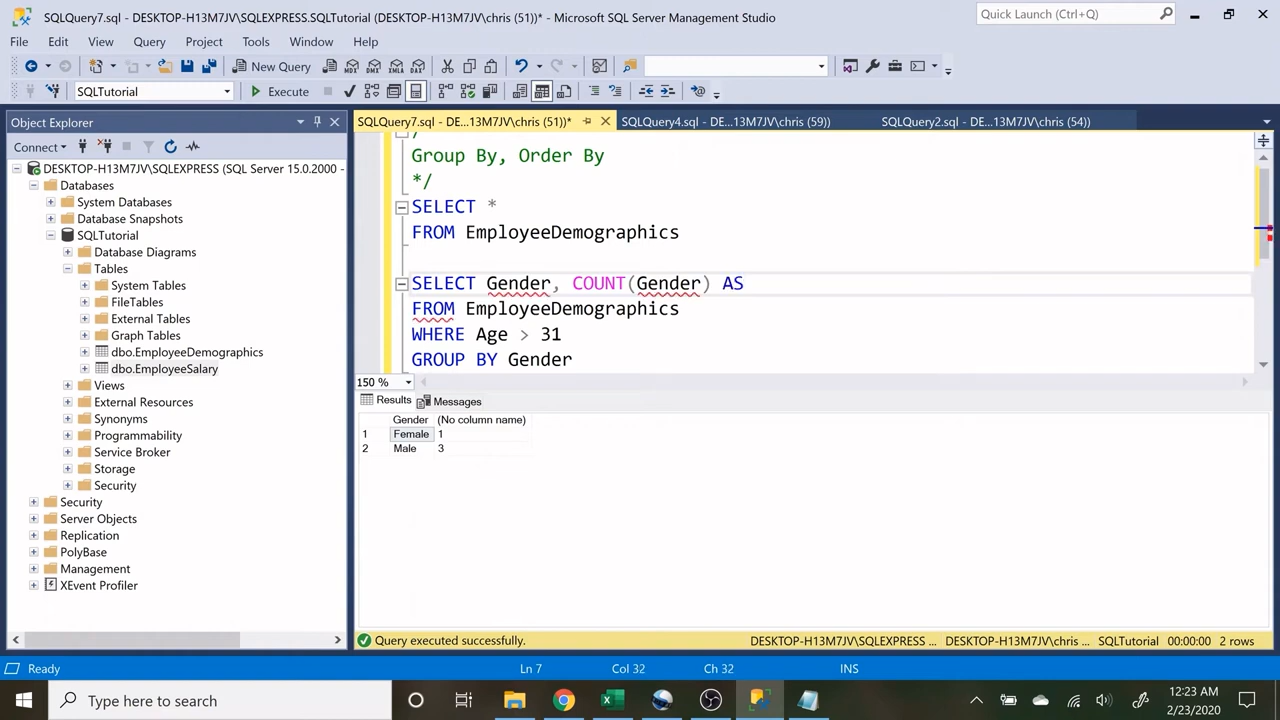 SQLQuery7.sql - DESKTOP-H13M7JV\SQLEXPRESS.SQLTutorial (DESKTOP-H13M7JV\chris (51))* - Microsoft SQL Server Management Studio
Quick Launch (Ctrl+Q)
File Edit View Query Project Tools Window Help
New Query
SQLTutorial
Execute
Object Explorer
Connect
DESKTOP-H13M7JV\SQLEXPRESS (SQL Server 15.0.2000 -
Databases
System Databases
Database Snapshots
SQLTutorial
Database Diagrams
Tables
System Tables
FileTables
External Tables
Graph Tables
dbo.EmployeeDemographics
dbo.EmployeeSalary
Views
External Resources
Synonyms
Programmability
Service Broker
Storage
Security
Security
Server Objects
Replication
PolyBase
Management
XEvent Profiler
SQLQuery7.sql - DE...13M7JV\chris (51))*
SQLQuery4.sql - DE...13M7JV\chris (59))
SQLQuery2.sql - DE...13M7JV\chris (54))
Group By, Order By
*/
SELECT *
FROM EmployeeDemographics
SELECT Gender, COUNT(Gender) AS
FROM EmployeeDemographics
WHERE Age > 31
GROUP BY Gender
150 %
Results Messages
Gender (No column name)
1 Female 1
2 Male 3
Query executed successfully.
DESKTOP-H13M7JV\SQLEXPRESS ... DESKTOP-H13M7JV\chris ... SQLTutorial 00:00:00 2 rows
Ready Ln 7 Col 32 Ch 32 INS
Type here to search
12:23 AM
2/23/2020